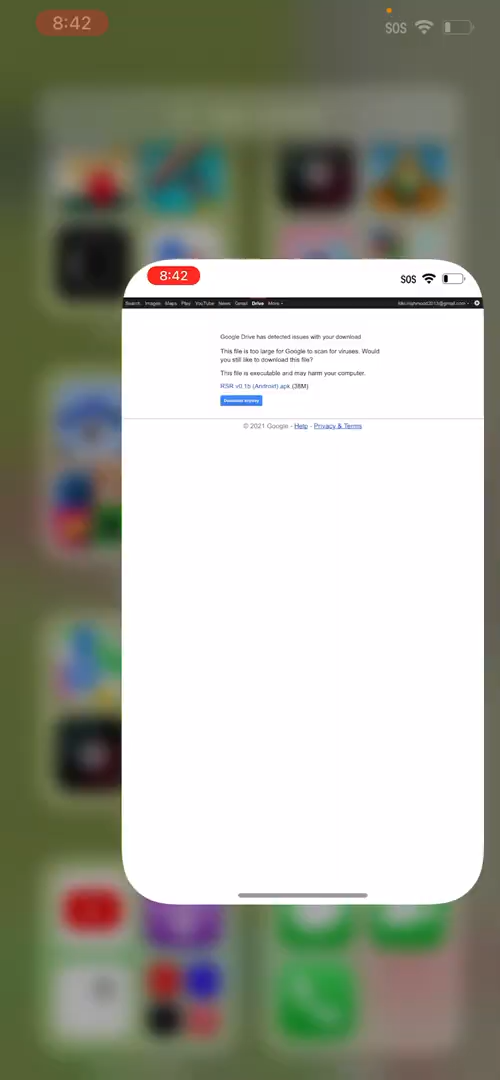 8:42
SOS
8:42
SOS
Search Images Maps Play YouTube News Gmail Drive More
Google Drive has detected issues with your download
This file is too large for Google to scan for viruses. Would
you still like to download this file?
This file is executable and may harm your computer.
RSR v0.1b (Android).apk (38M)
Download anyway
© 2021 Google - Help - Privacy & Terms